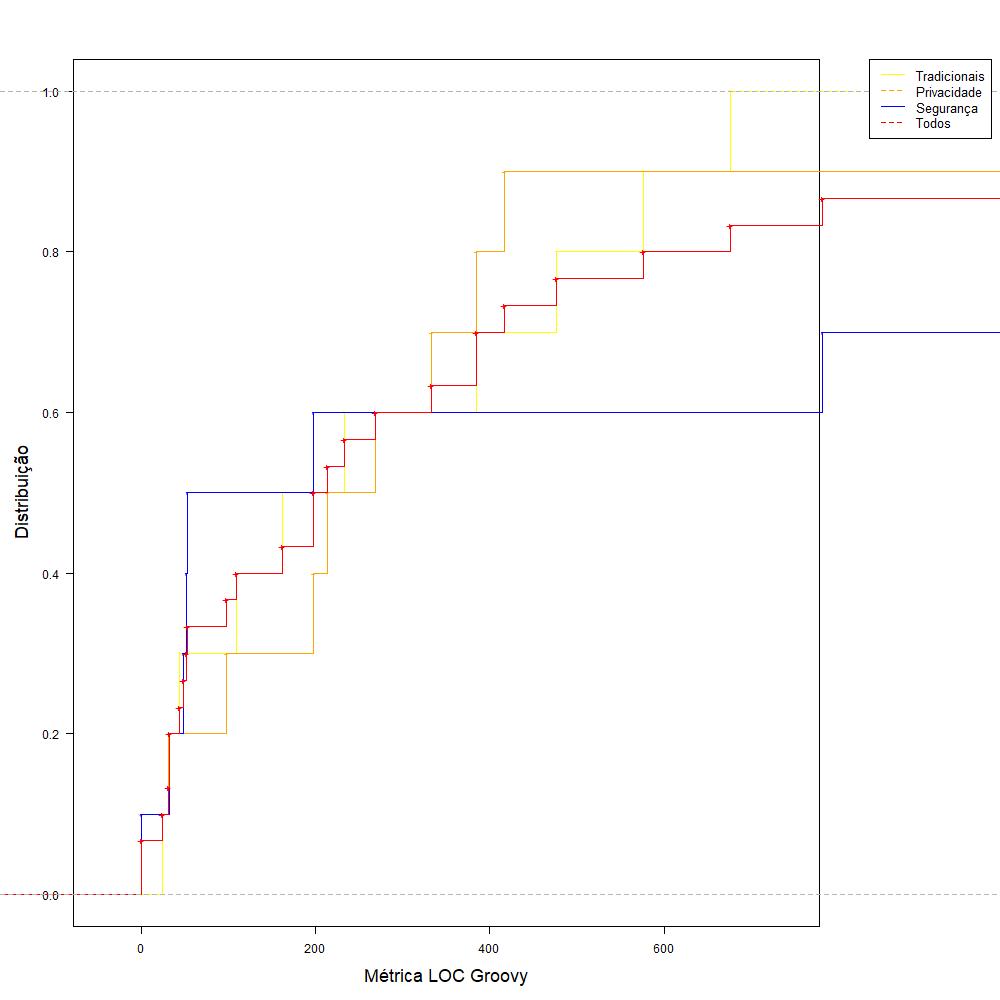 Tradicionais
Privacidade
Segurança
Todos
1.0
0.8
0.6
0.4
0.2
0.0
Distribuição
0 200 400 600
Métrica LOC Groovy